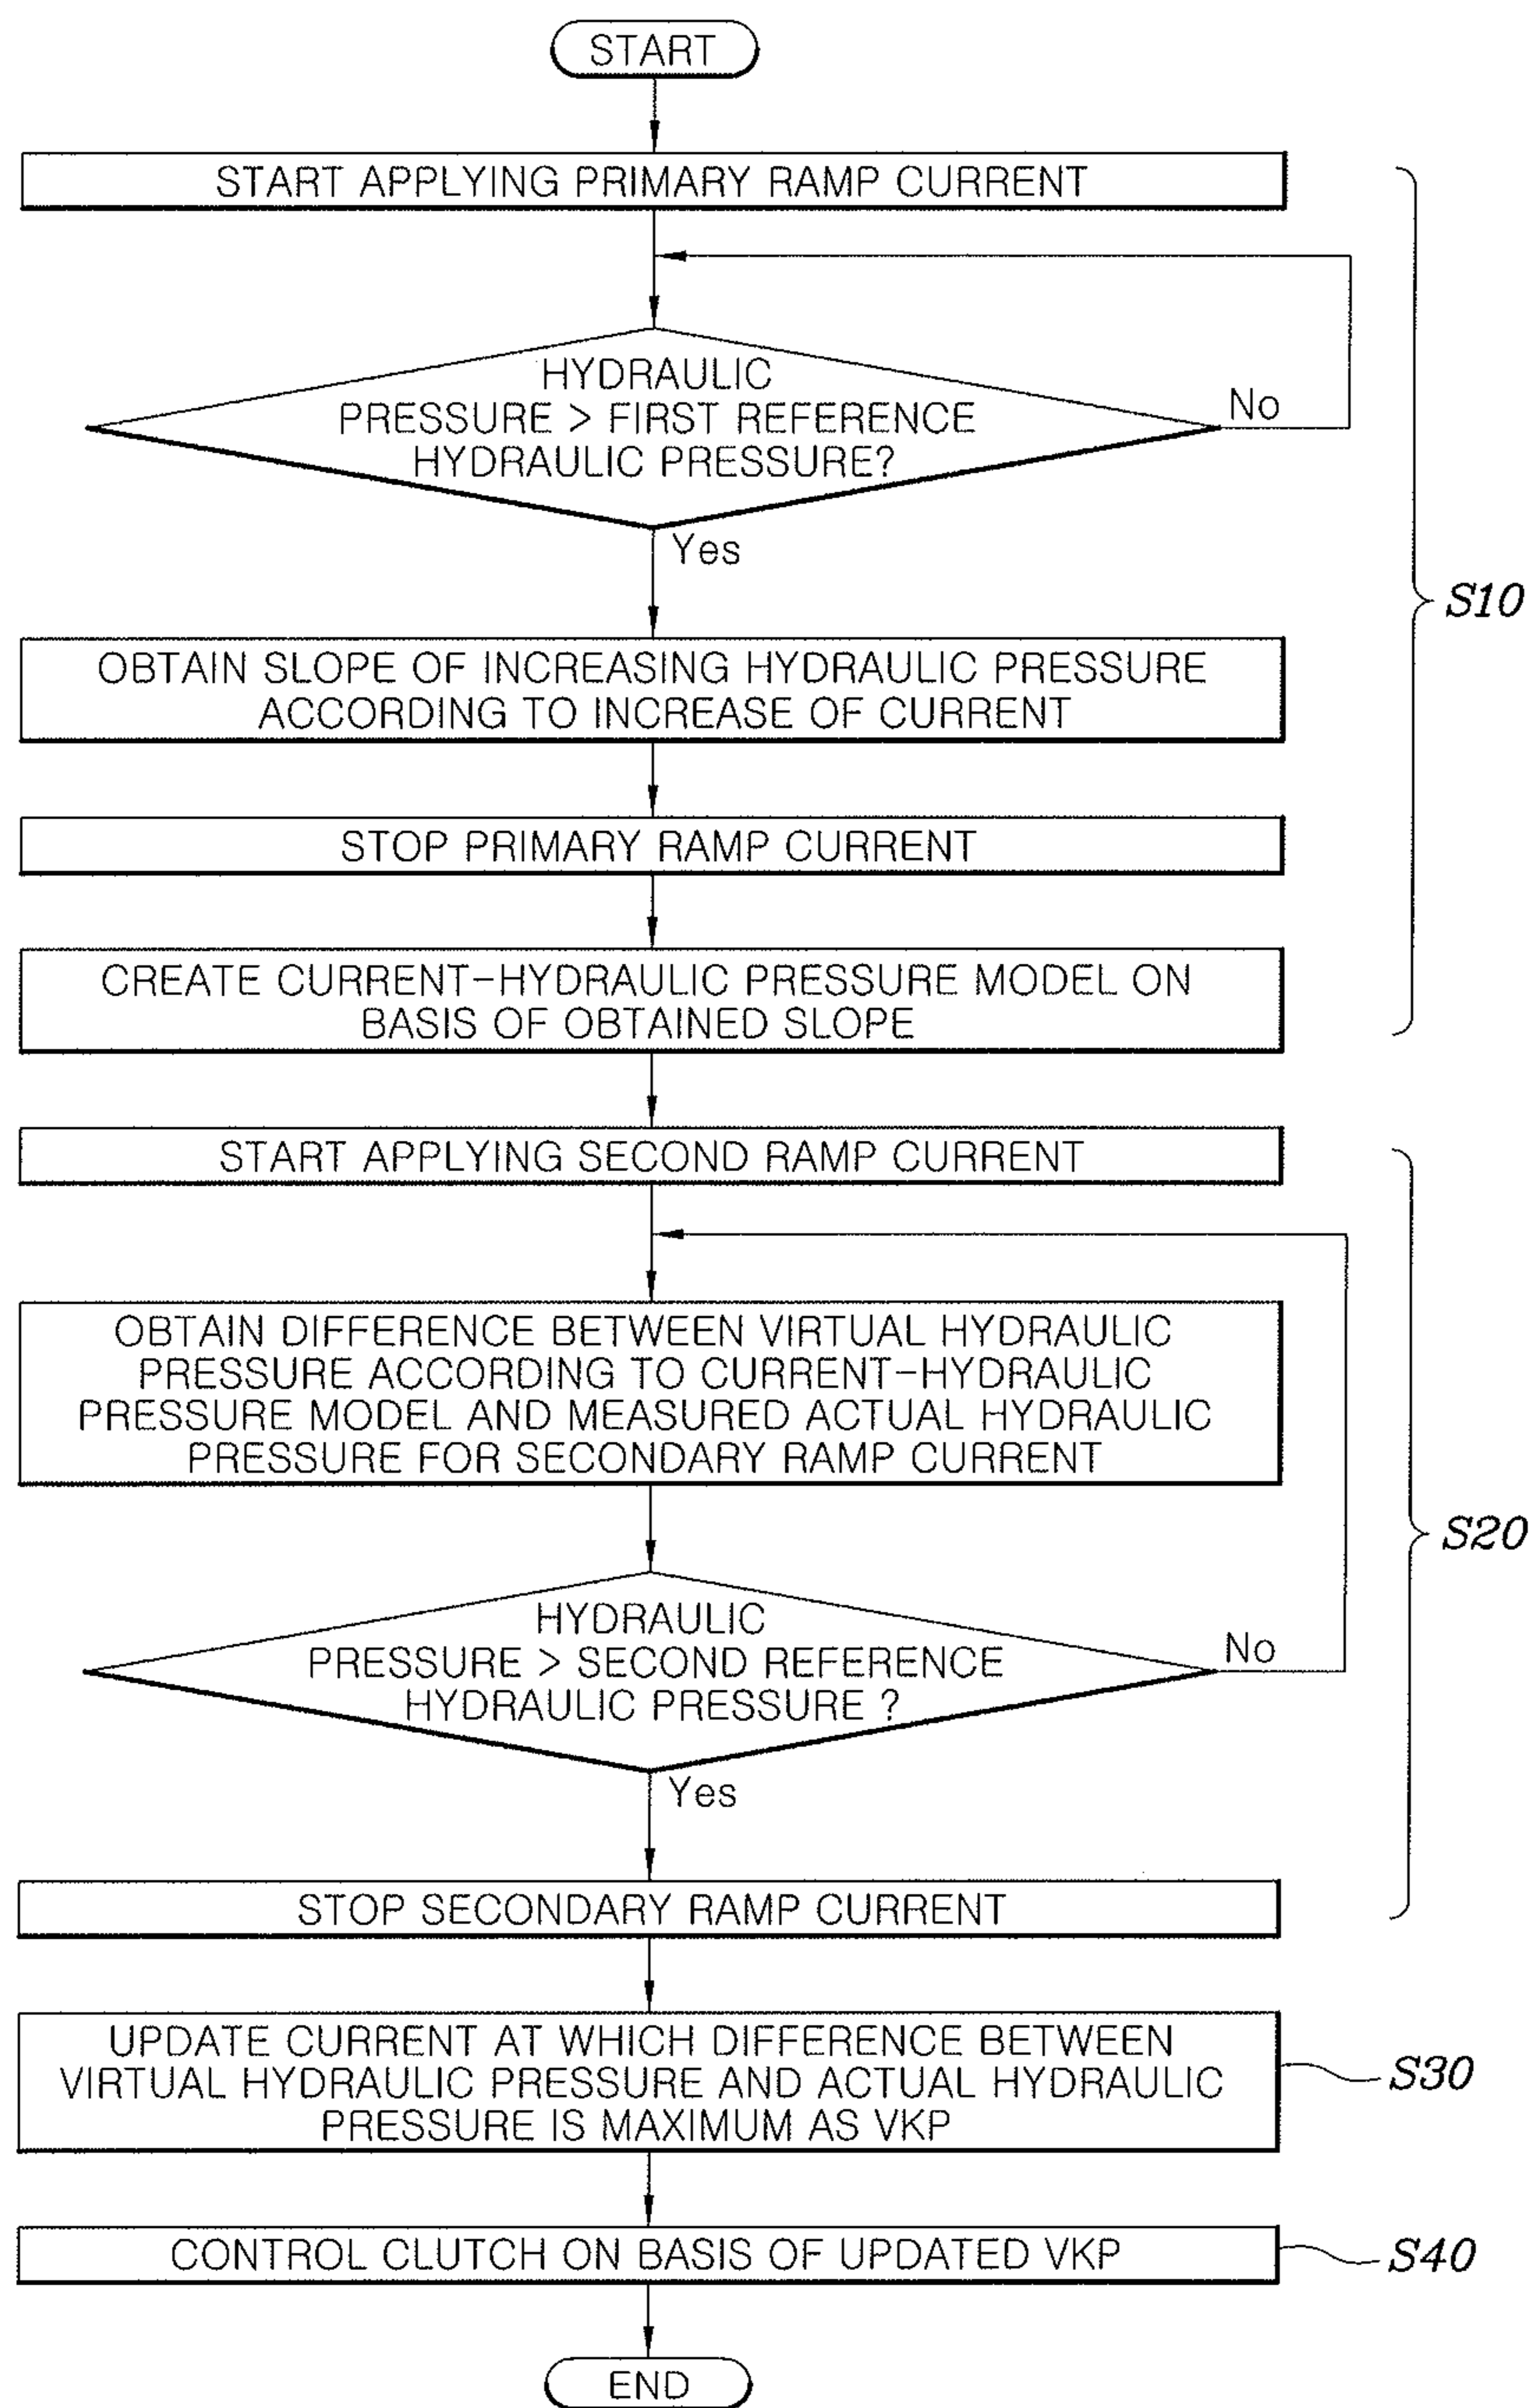 START
START APPLYING PRIMARY RAMP CURRENT
HYDRAULIC
PRESSURE > FIRST REFERENCE
HYDRAULIC PRESSURE?
No
Yes
S10
OBTAIN SLOPE OF INCREASING HYDRAULIC PRESSURE
ACCORDING TO INCREASE OF CURRENT
STOP PRIMARY RAMP CURRENT
CREATE CURRENT-HYDRAULIC PRESSURE MODEL ON
BASIS OF OBTAINED SLOPE
START APPLYING SECOND RAMP CURRENT
OBTAIN DIFFERENCE BETWEEN VIRTUAL HYDRAULIC
PRESSURE ACCORDING TO CURRENT-HYDRAULIC
PRESSURE MODEL AND MEASURED ACTUAL HYDRAULIC
PRESSURE FOR SECONDARY RAMP CURRENT
S20
HYDRAULIC
PRESSURE > SECOND REFERENCE
HYDRAULIC PRESSURE ?
No
Yes
STOP SECONDARY RAMP CURRENT
UPDATE CURRENT AT WHICH DIFFERENCE BETWEEN
VIRTUAL HYDRAULIC PRESSURE AND ACTUAL HYDRAULIC
PRESSURE IS MAXIMUM AS VKP
S30
CONTROL CLUTCH ON BASIS OF UPDATED VKP
S40
END